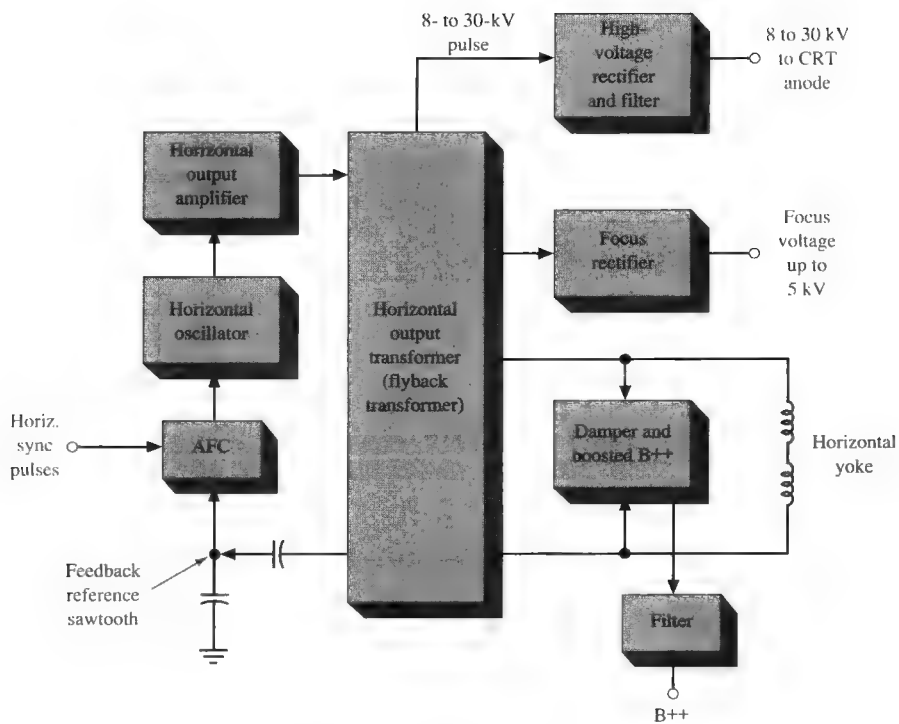 8- to 30-kV
pulse
High-
voltage
rectifier
and filter
8 to 30 kV
to CRT
anode
Horizontal
output
amplifier
Focus
rectifier
Focus
voltage
up to
5 kV
Horizontal
oscillator
Horizontal
output
transformer
(flyback
transformer)
Horiz.
sync
pulses
AFC
Damper and
boosted B++
Horizontal
yoke
Feedback
reference
sawtooth
Filter
B++